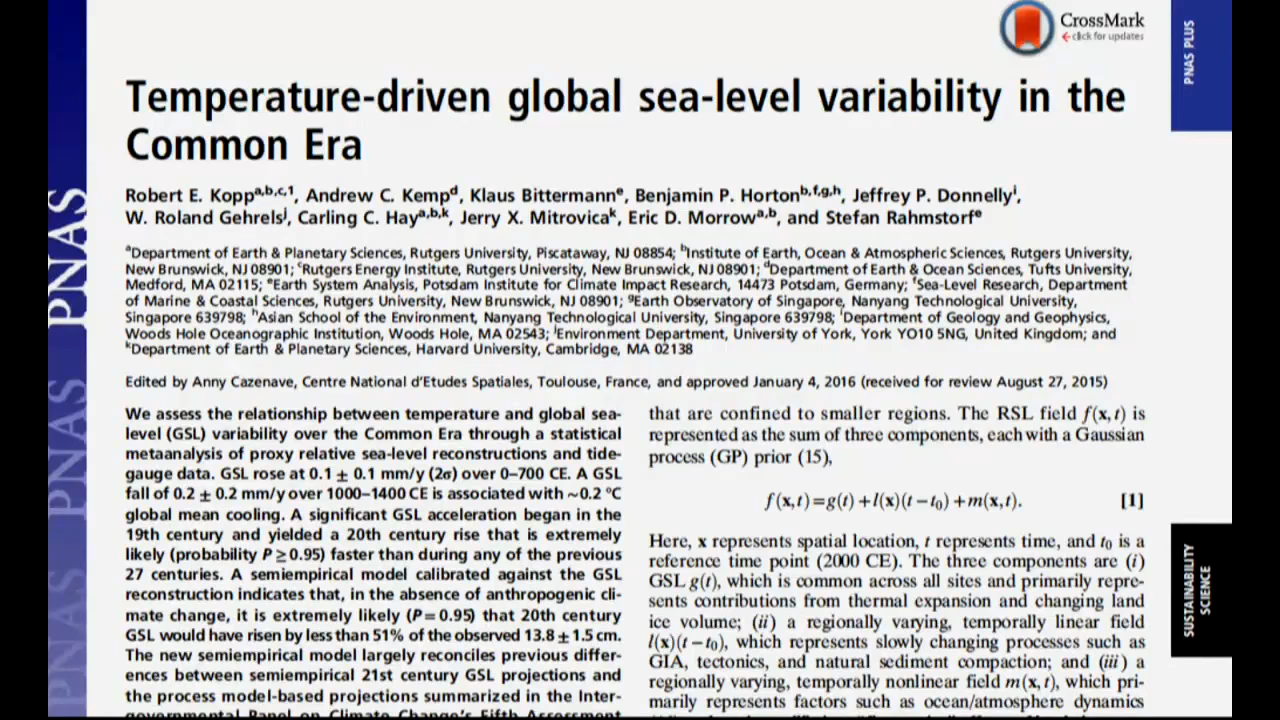 CrossMark
click for updates
PNAS PLUS
PNAS PNAS PNAS
Temperature-driven global sea-level variability in the
Common Era
Robert E. Koppa,b,c,1, Andrew C. Kempd, Klaus Bittermanne, Benjamin P. Hortonb,f,g,h, Jeffrey P. Donnellyi,
W. Roland Gehrelsj, Carling C. Haya,b,k, Jerry X. Mitrovicak, Eric D. Morrowa,b, and Stefan Rahmstorfe
aDepartment of Earth & Planetary Sciences, Rutgers University, Piscataway, NJ 08854; bInstitute of Earth, Ocean & Atmospheric Sciences, Rutgers University,
New Brunswick, NJ 08901; cRutgers Energy Institute, Rutgers University, New Brunswick, NJ 08901; dDepartment of Earth & Ocean Sciences, Tufts University,
Medford, MA 02115; eEarth System Analysis, Potsdam Institute for Climate Impact Research, 14473 Potsdam, Germany; fSea-Level Research, Department
of Marine & Coastal Sciences, Rutgers University, New Brunswick, NJ 08901; gEarth Observatory of Singapore, Nanyang Technological University,
Singapore 639798; hAsian School of the Environment, Nanyang Technological University, Singapore 639798; iDepartment of Geology and Geophysics,
Woods Hole Oceanographic Institution, Woods Hole, MA 02543; jEnvironment Department, University of York, York YO10 5NG, United Kingdom; and
kDepartment of Earth & Planetary Sciences, Harvard University, Cambridge, MA 02138
Edited by Anny Cazenave, Centre National d'Etudes Spatiales, Toulouse, France, and approved January 4, 2016 (received for review August 27, 2015)
We assess the relationship between temperature and global sea-
level (GSL) variability over the Common Era through a statistical
metaanalysis of proxy relative sea-level reconstructions and tide-
gauge data. GSL rose at 0.1 ± 0.1 mm/y (2σ) over 0–700 CE. A GSL
fall of 0.2 ± 0.2 mm/y over 1000–1400 CE is associated with ~0.2 °C
global mean cooling. A significant GSL acceleration began in the
19th century and yielded a 20th century rise that is extremely
likely (probability P ≥ 0.95) faster than during any of the previous
27 centuries. A semiempirical model calibrated against the GSL
reconstruction indicates that, in the absence of anthropogenic cli-
mate change, it is extremely likely (P = 0.95) that 20th century
GSL would have risen by less than 51% of the observed 13.8 ± 1.5 cm.
The new semiempirical model largely reconciles previous differ-
ences between semiempirical 21st century GSL projections and
the process model-based projections summarized in the Inter-
governmental Panel on Climate Change's Fifth Assessment
that are confined to smaller regions. The RSL field f(x,t) is
represented as the sum of three components, each with a Gaussian
process (GP) prior (15),
f(x,t) = g(t) + l(x)(t − t0) + m(x,t). [1]
Here, x represents spatial location, t represents time, and t0 is a
reference time point (2000 CE). The three components are (i)
GSL g(t), which is common across all sites and primarily repre-
sents contributions from thermal expansion and changing land
ice volume; (ii) a regionally varying, temporally linear field
l(x)(t − t0), which represents slowly changing processes such as
GIA, tectonics, and natural sediment compaction; and (iii) a
regionally varying, temporally nonlinear field m(x,t), which pri-
marily represents factors such as ocean/atmosphere dynamics
SUSTAINABILITY
SCIENCE